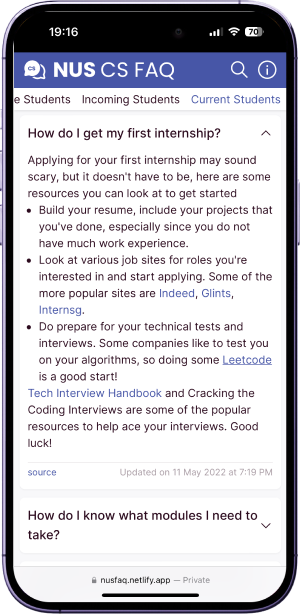 19:16
70
CS NUS CS FAQ
e Students Incoming Students Current Students
How do I get my first internship?
Applying for your first internship may sound
scary, but it doesn't have to be, here are some
resources you can look at to get started
• Build your resume, include your projects that
you've done, especially since you do not
have much work experience.
• Look at various job sites for roles you're
interested in and start applying. Some of the
more popular sites are Indeed, Glints,
Internsg.
• Do prepare for your technical tests and
interviews. Some companies like to test you
on your algorithms, so doing some Leetcode
is a good start!
Tech Interview Handbook and Cracking the
Coding Interviews are some of the popular
resources to help ace your interviews. Good
luck!
source Updated on 11 May 2022 at 7:19 PM
How do I know what modules I need to
take?
nusfaq.netlify.app — Private